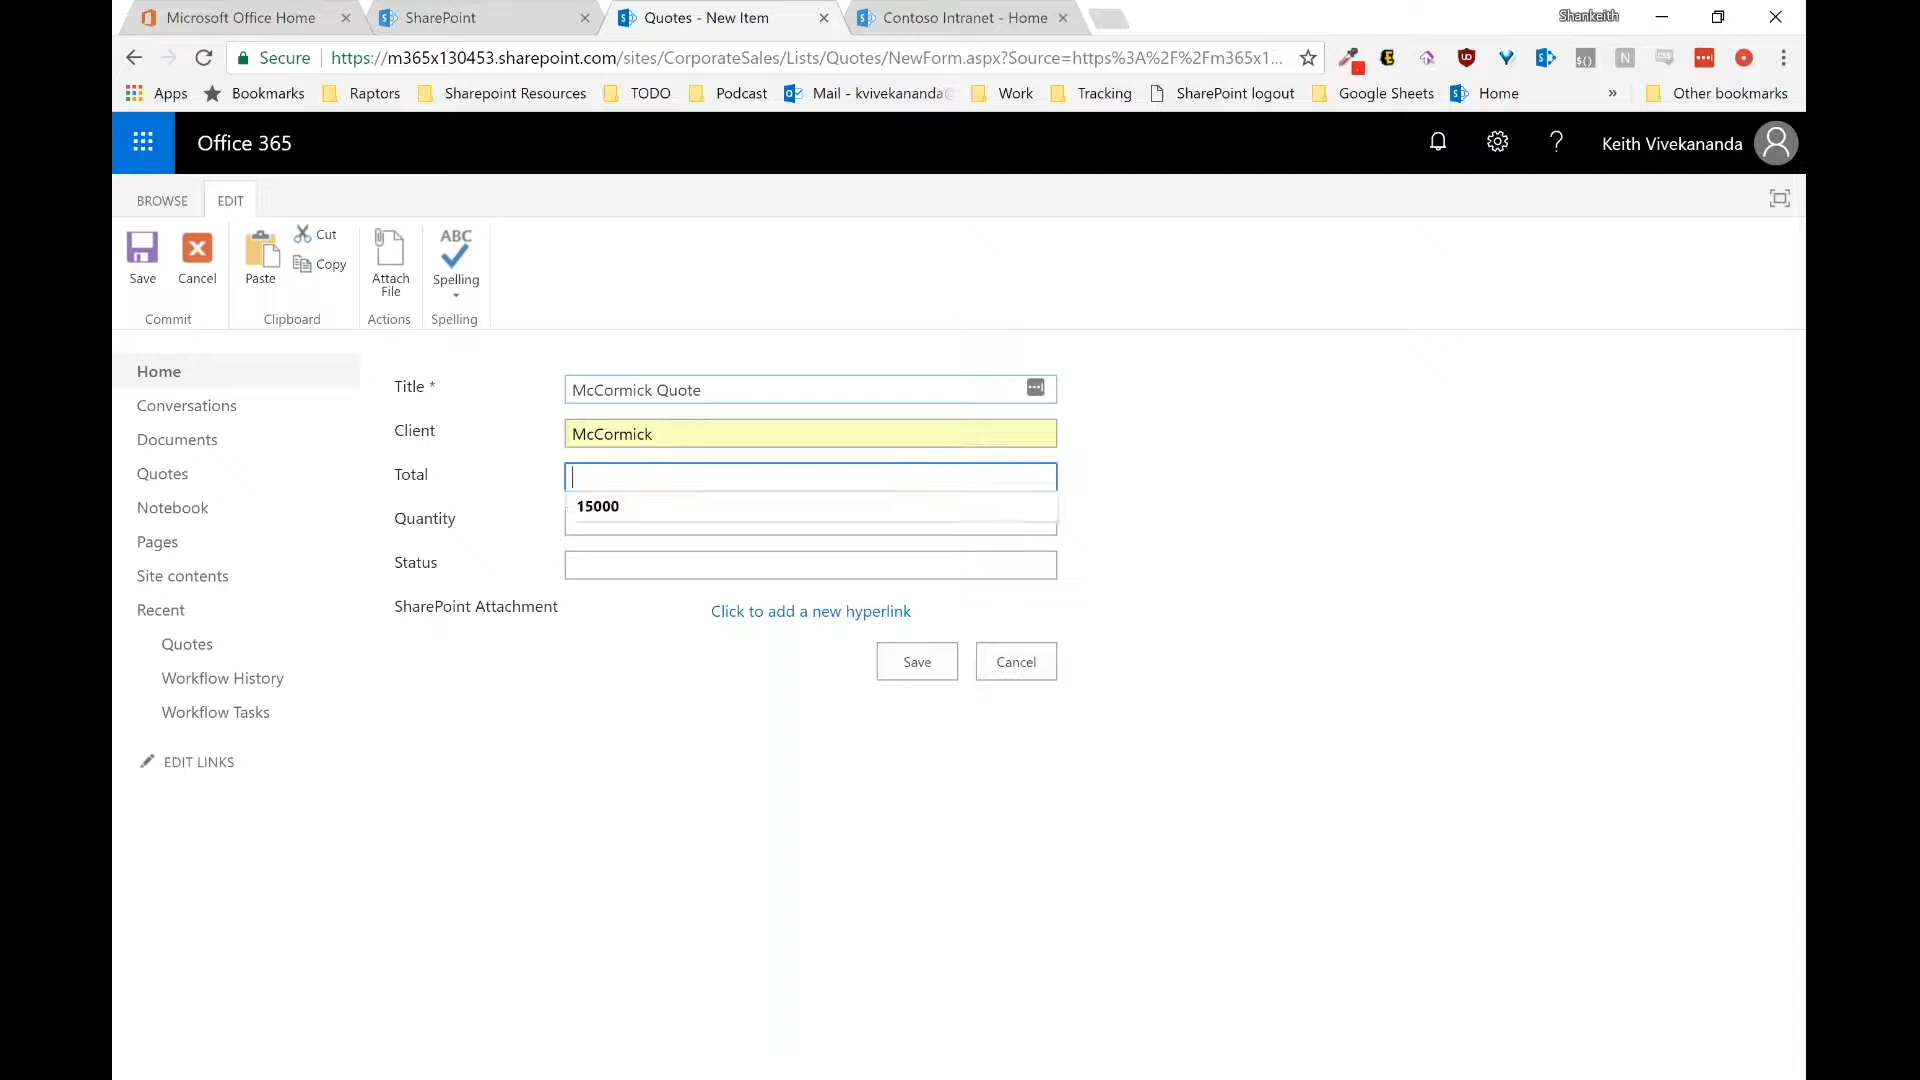 Microsoft Office Home
SharePoint
Quotes - New Item
Contoso Intranet - Home
Shankeith
Secure
https://m365x130453.sharepoint.com/sites/CorporateSales/Lists/Quotes/NewForm.aspx?Source=https%3A%2F%2Fm365x1...
Apps
Bookmarks
Raptors
Sharepoint Resources
TODO
Podcast
Mail - kvivekananda@
Work
Tracking
SharePoint logout
Google Sheets
Home
»
Other bookmarks
Office 365
?
Keith Vivekananda
BROWSE
EDIT
Save
Cancel
Commit
Paste
Cut
Copy
Clipboard
Attach
File
Actions
ABC
Spelling
Spelling
Home
Conversations
Documents
Quotes
Notebook
Pages
Site contents
Recent
Quotes
Workflow History
Workflow Tasks
EDIT LINKS
Title *
McCormick Quote
Client
McCormick
Total
15000
Quantity
Status
SharePoint Attachment
Click to add a new hyperlink
Save
Cancel